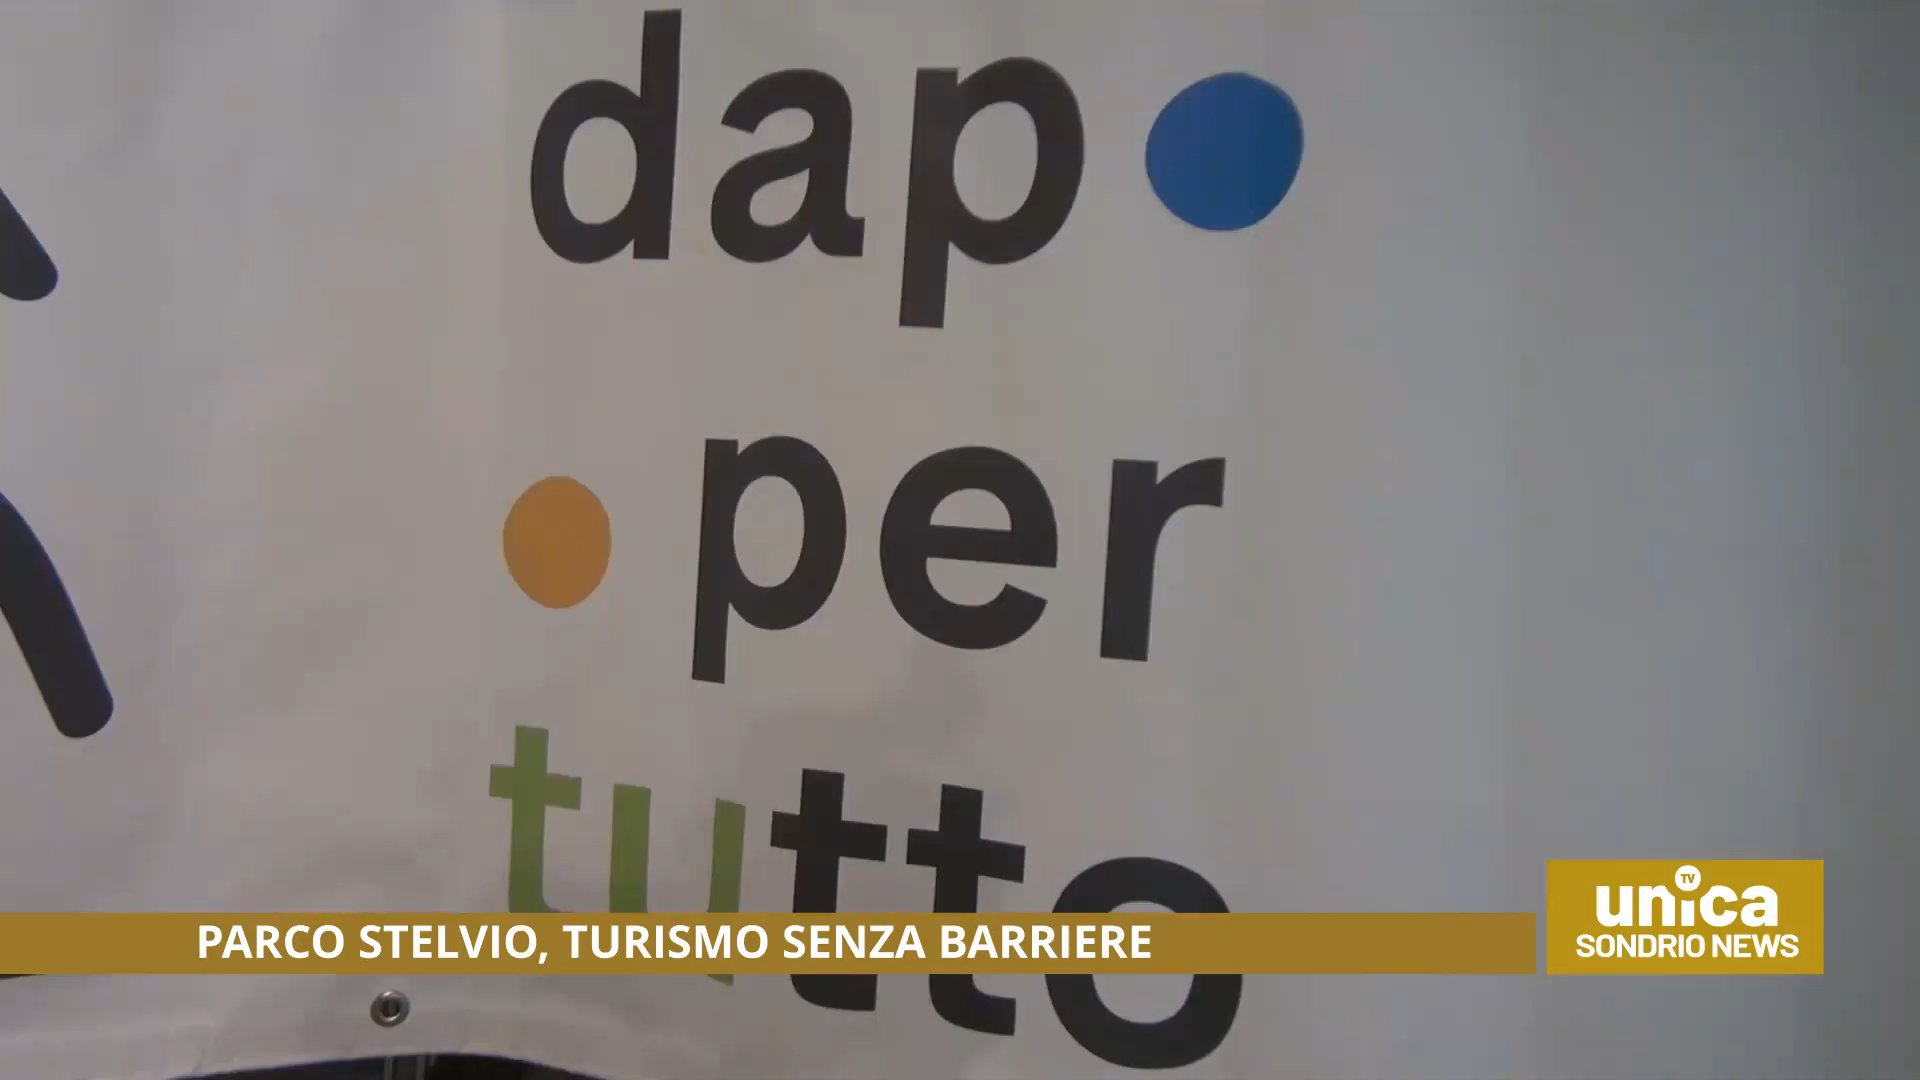 dap
per
tutto
PARCO STELVIO, TURISMO SENZA BARRIERE
TV
unica
SONDRIO NEWS